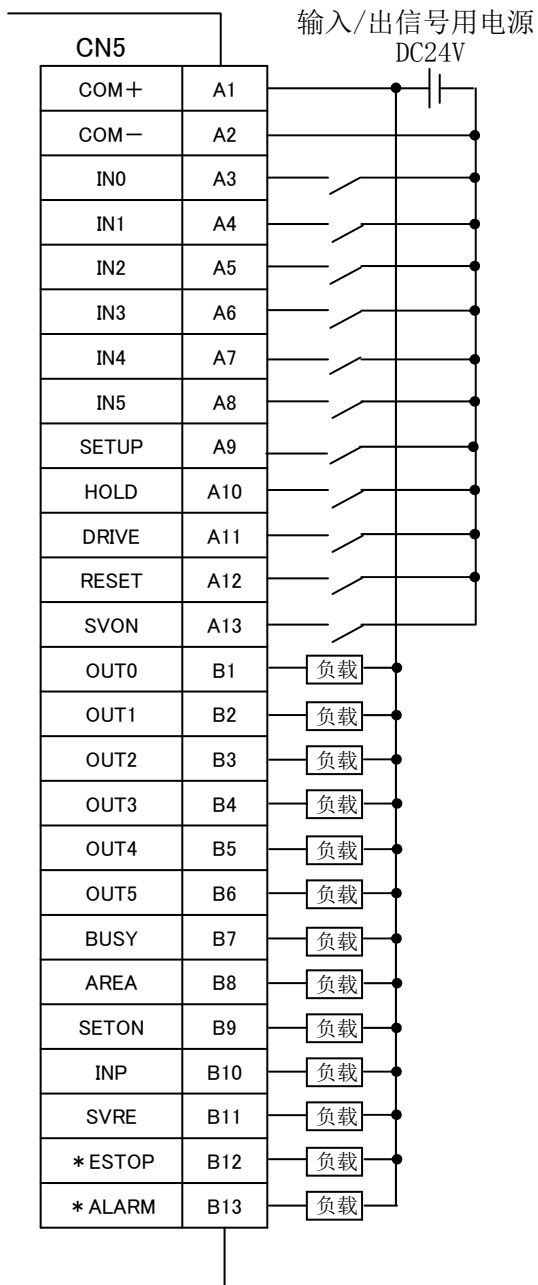 输入/出信号用电源
DC24V
CN5
COM+ A1
COM- A2
IN0 A3
IN1 A4
IN2 A5
IN3 A6
IN4 A7
IN5 A8
SETUP A9
HOLD A10
DRIVE A11
RESET A12
SVON A13
OUT0 B1 负载
OUT1 B2 负载
OUT2 B3 负载
OUT3 B4 负载
OUT4 B5 负载
OUT5 B6 负载
BUSY B7 负载
AREA B8 负载
SETON B9 负载
INP B10 负载
SVRE B11 负载
*ESTOP B12 负载
*ALARM B13 负载